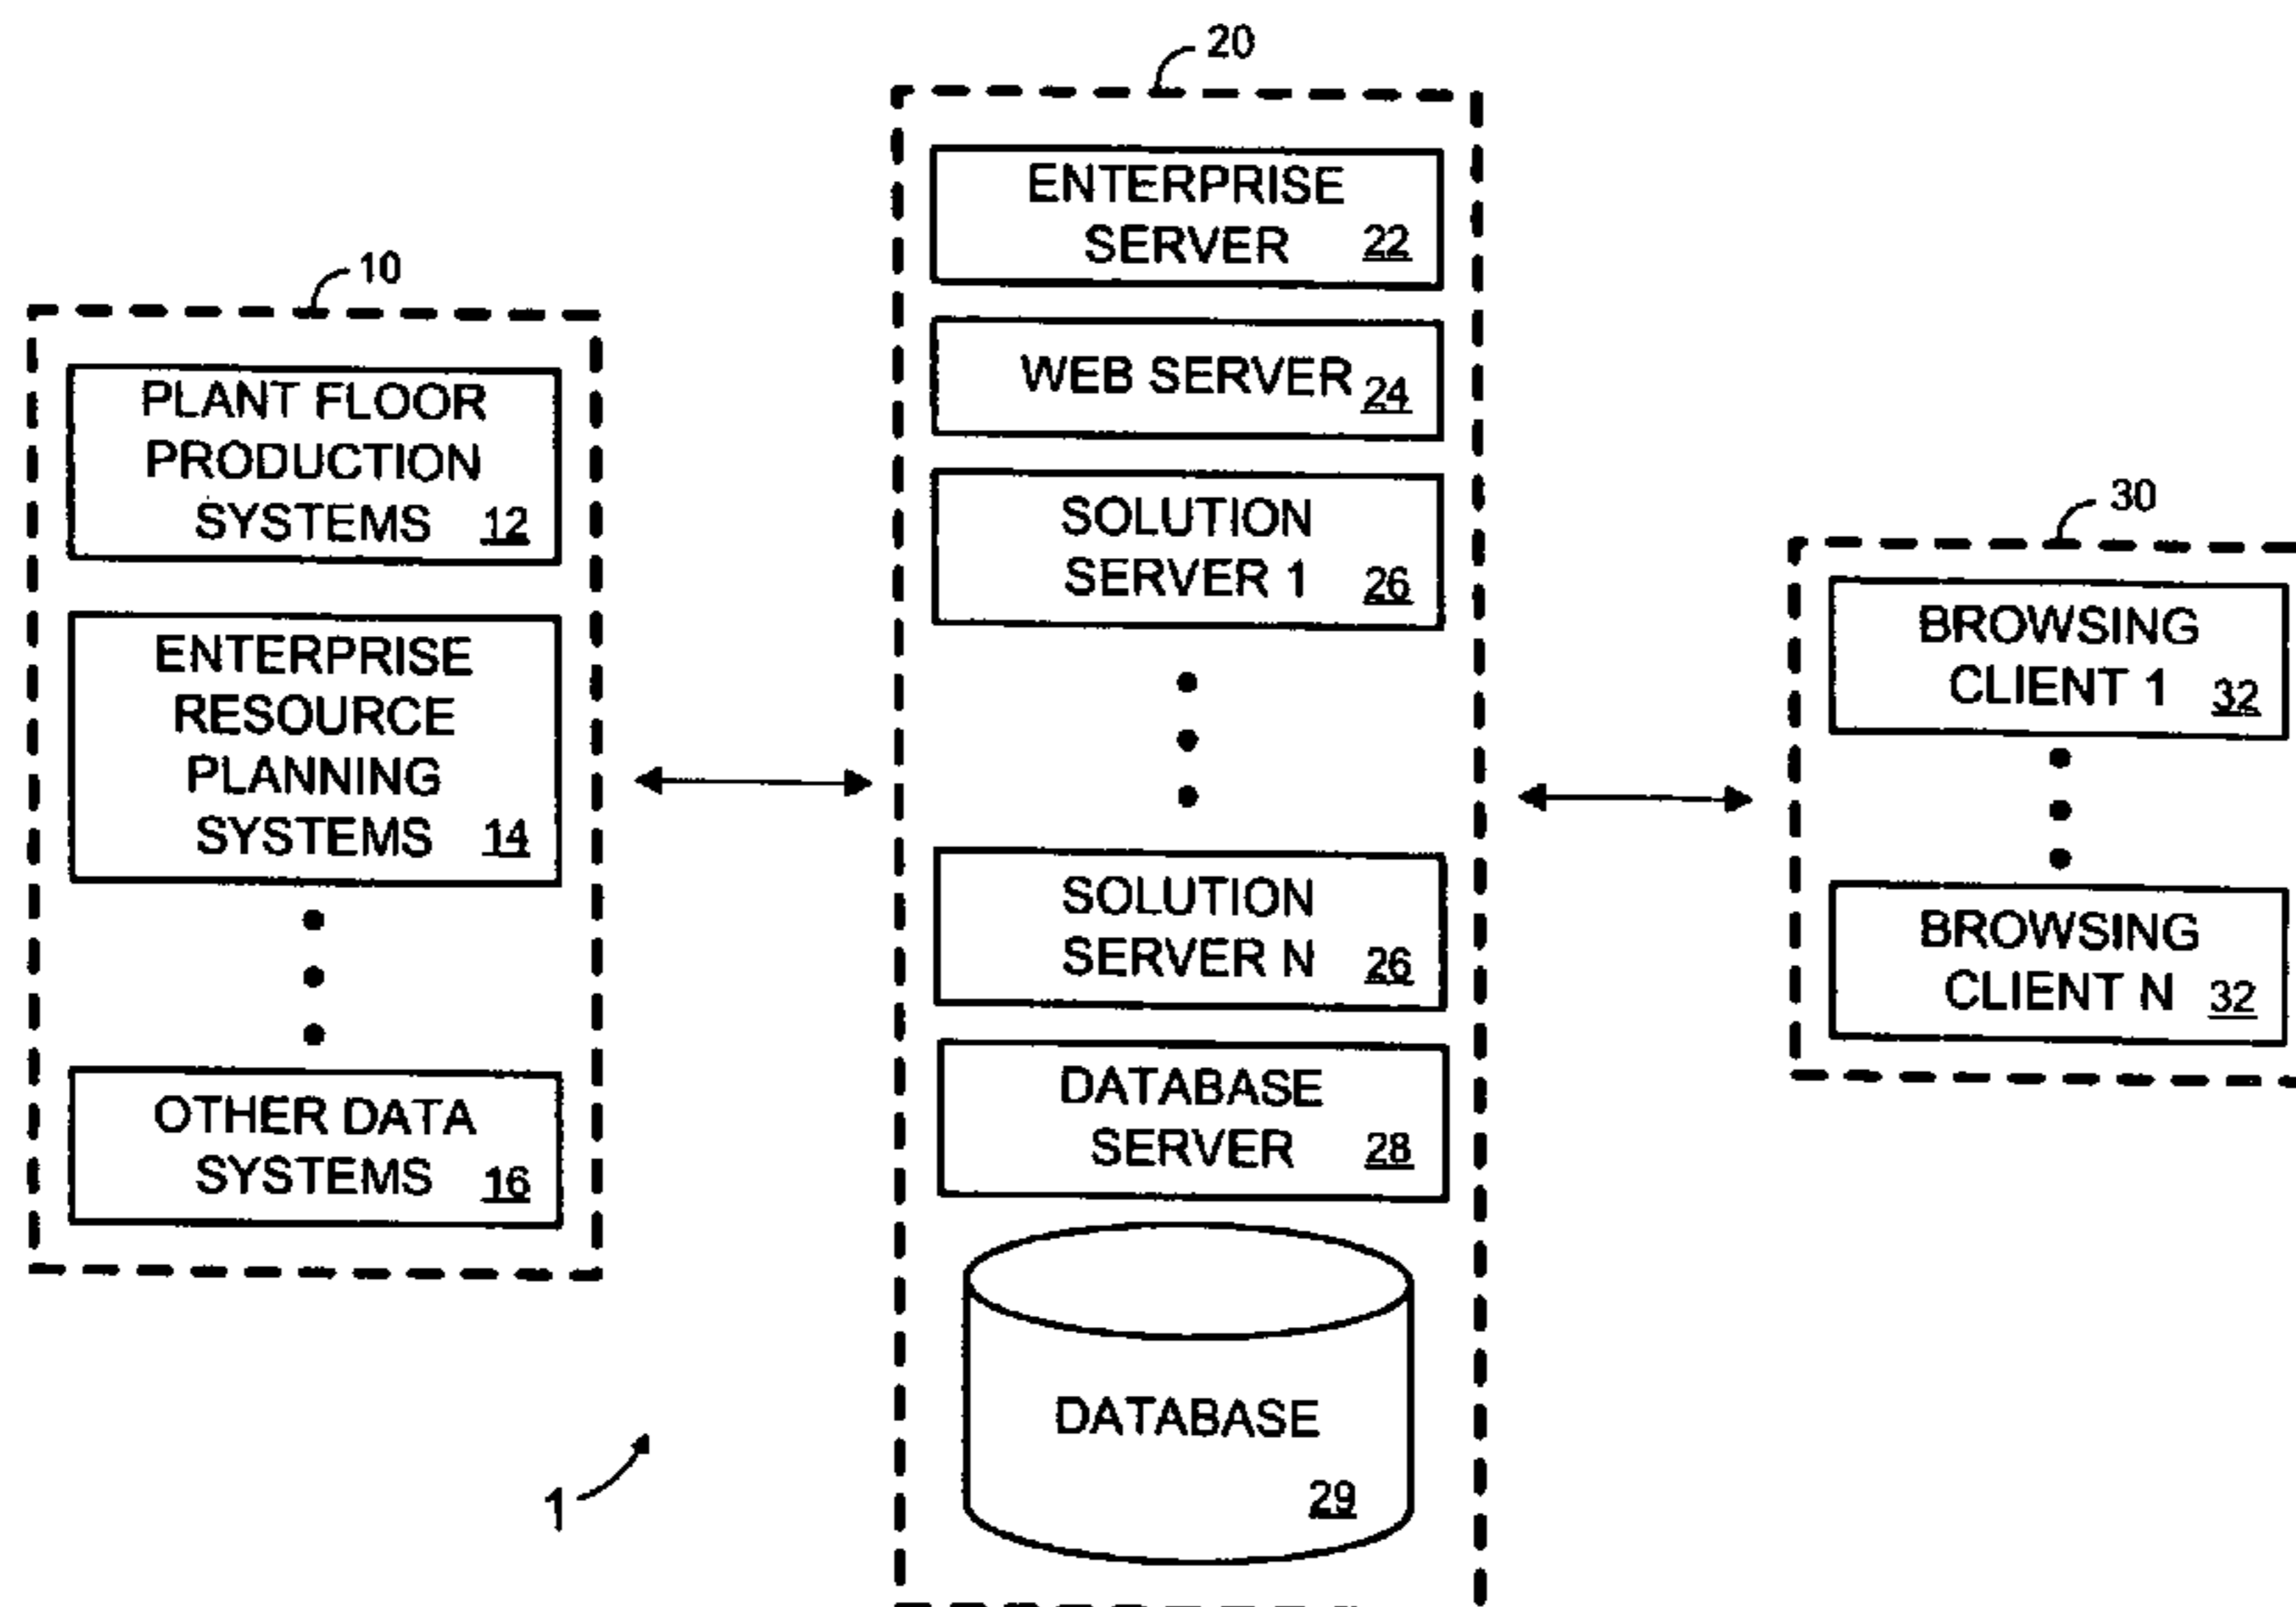 10
PLANT FLOOR
PRODUCTION
SYSTEMS 12
ENTERPRISE
RESOURCE
PLANNING
SYSTEMS 14
OTHER DATA
SYSTEMS 16
1
20
ENTERPRISE
SERVER 22
WEB SERVER 24
SOLUTION
SERVER 1 26
SOLUTION
SERVER N 26
DATABASE
SERVER 28
DATABASE
29
30
BROWSING
CLIENT 1 32
BROWSING
CLIENT N 32